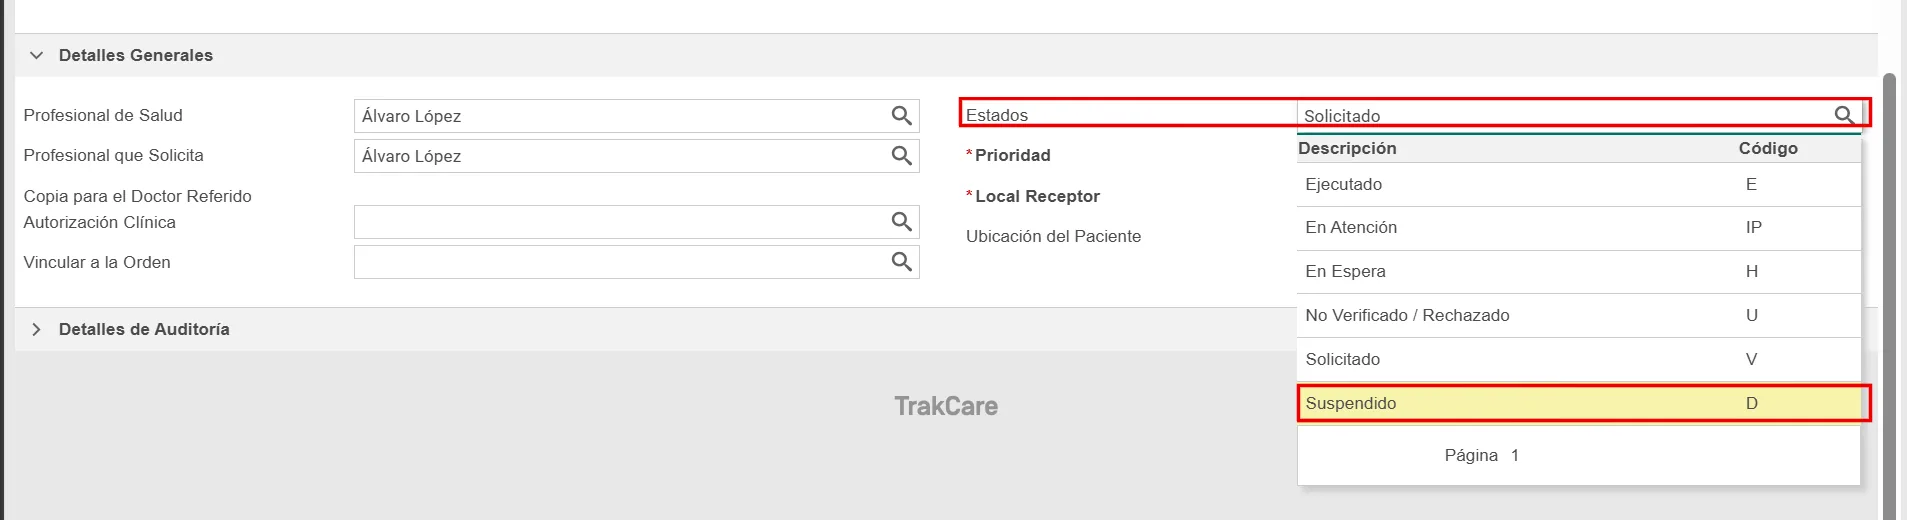 Detalles Generales
Profesional de Salud
Álvaro López
Profesional que Solicita
Álvaro López
Copia para el Doctor Referido
Autorización Clínica
Vincular a la Orden
Estados
Solicitado
* Prioridad
* Local Receptor
Ubicación del Paciente
Descripción Código
Ejecutado E
En Atención IP
En Espera H
No Verificado / Rechazado U
Solicitado V
Suspendido D
Página 1
Detalles de Auditoría
TrakCare